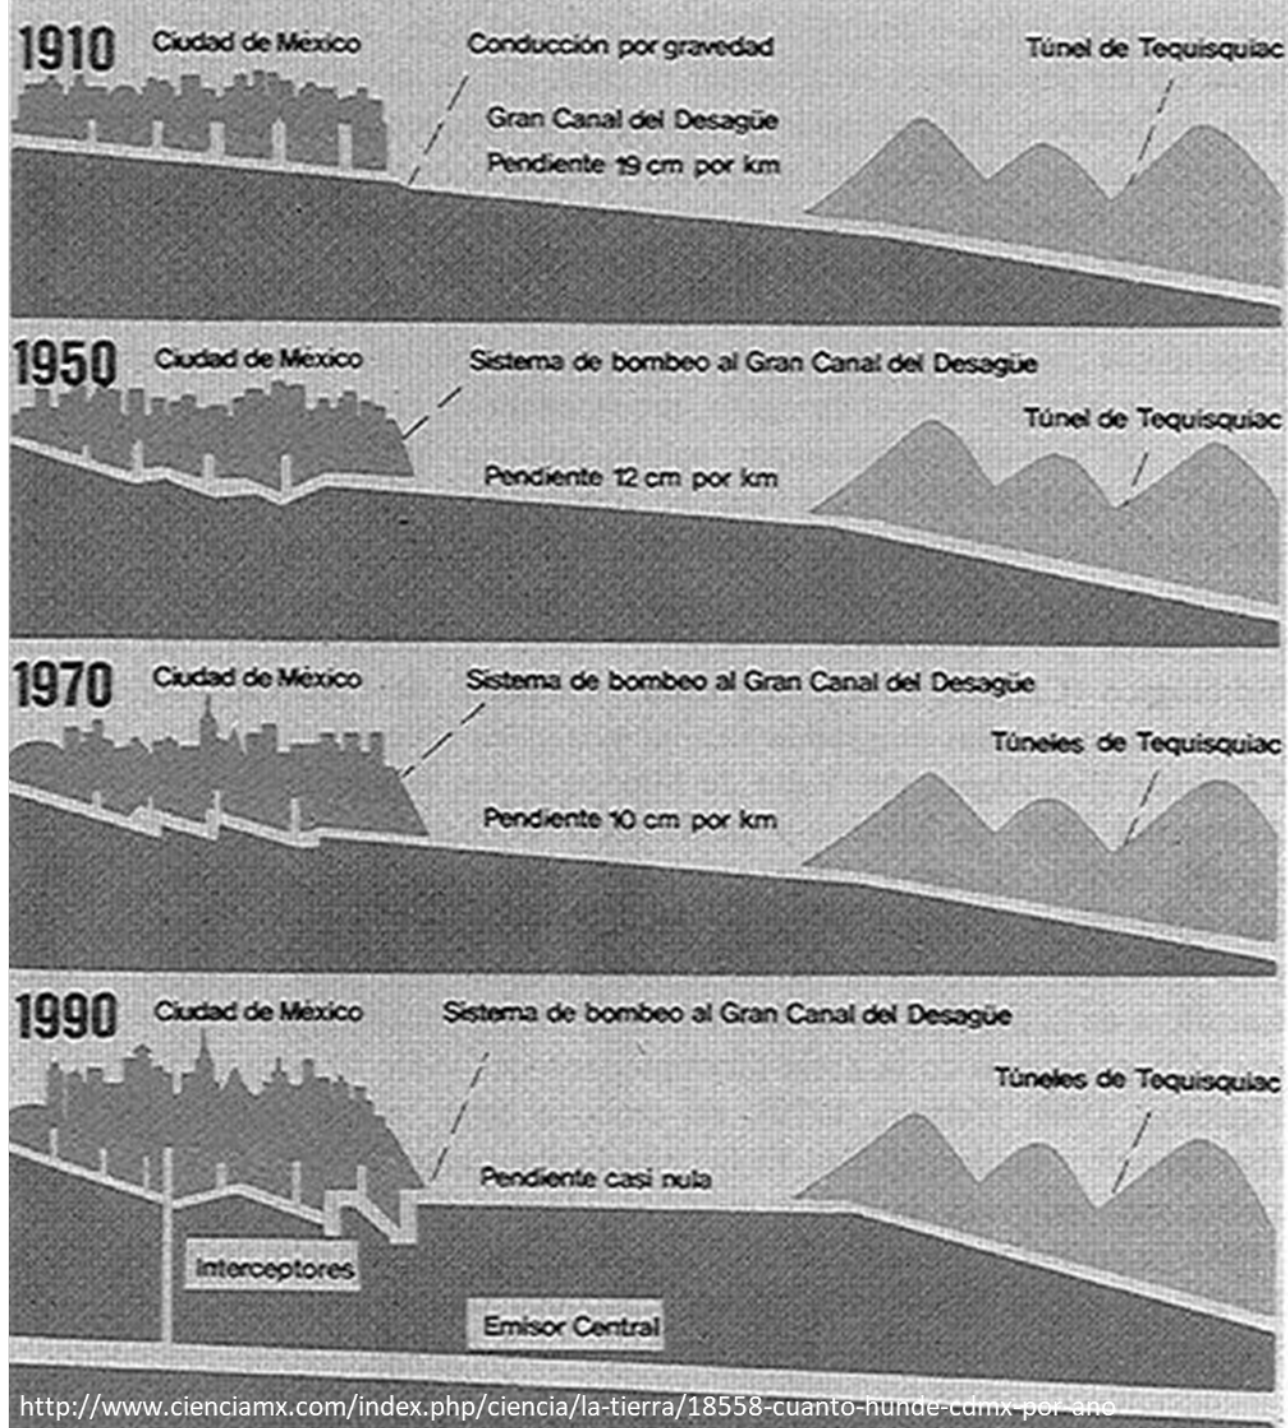 1910 Ciudad de México Conducción por gravedad Túnel de Tequisquiac
Gran Canal del Desagüe
Pendiente 19 cm por km
1950 Ciudad de México Sistema de bombeo al Gran Canal del Desagüe
Túnel de Tequisquiac
Pendiente 12 cm por km
1970 Ciudad de México Sistema de bombeo al Gran Canal del Desagüe
Túneles de Tequisquiac
Pendiente 10 cm por km
1990 Ciudad de México Sistema de bombeo al Gran Canal del Desagüe
Túneles de Tequisquiac
Pendiente casi nula
Interceptores
Emisor Central
http://www.cienciamx.com/index.php/ciencia/la-tierra/18558-cuanto-hunde-cdmx-por-ano